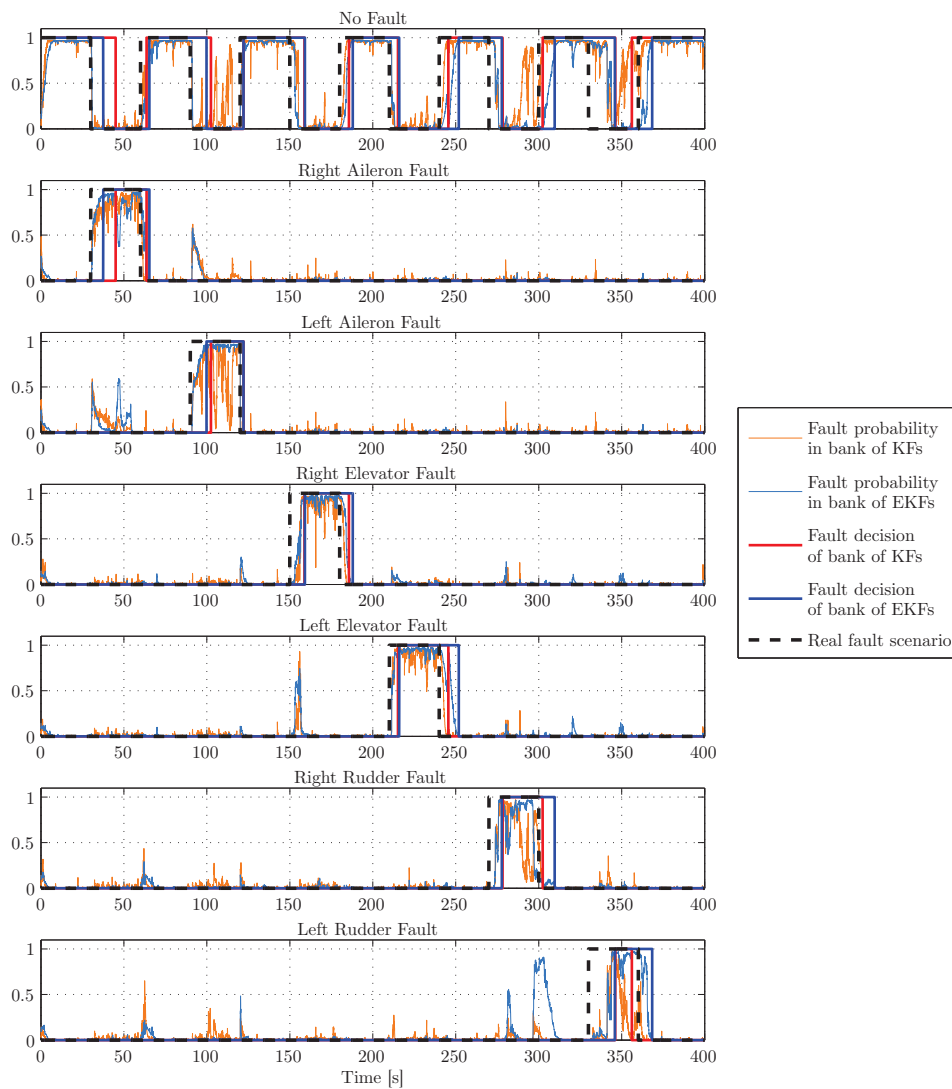 No Fault
1
0.5
0
0 50 100 150 200 250 300 350 400
Right Aileron Fault
1
0.5
0
0 50 100 150 200 250 300 350 400
Left Aileron Fault
1
0.5
0
0 50 100 150 200 250 300 350 400
Right Elevator Fault
1
0.5
0
0 50 100 150 200 250 300 350 400
Left Elevator Fault
1
0.5
0
0 50 100 150 200 250 300 350 400
Right Rudder Fault
1
0.5
0
0 50 100 150 200 250 300 350 400
Left Rudder Fault
1
0.5
0
0 50 100 150 200 250 300 350 400
Time [s]
Fault probability
in bank of KFs
Fault probability
in bank of EKFs
Fault decision
of bank of KFs
Fault decision
of bank of EKFs
Real fault scenario